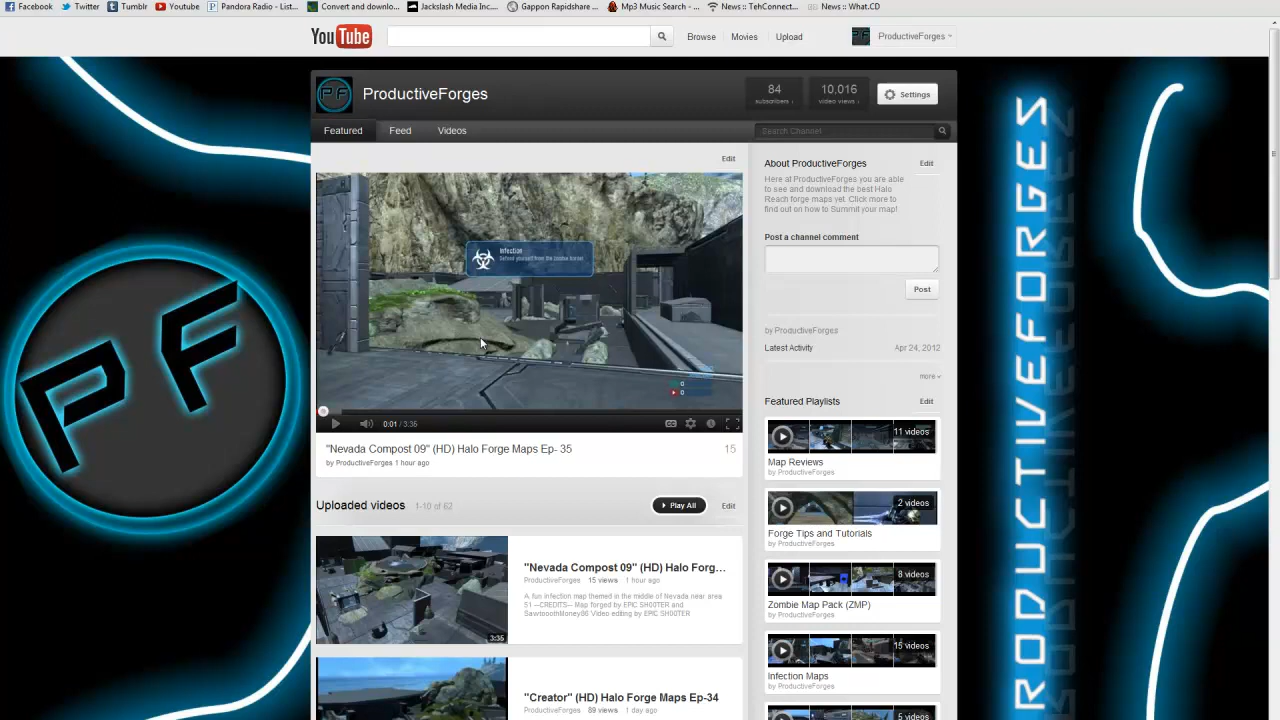 Facebook
Twitter
Tumblr
Youtube
Pandora Radio - List...
Convert and downlo...
Jackslash Media Inc....
Gappon Rapidshare ...
Mp3 Music Search - ...
News :: TehConnect...
News :: What.CD
YouTube
Browse
Movies
Upload
ProductiveForges
PF
ProductiveForges
84
subscribers
10,016
video views
Settings
Featured
Feed
Videos
Search Channel
Edit
Infection
Defend yourself from the zombie horde!
0
0
0:01 / 3:36
CC
"Nevada Compost 09" (HD) Halo Forge Maps Ep- 35
15
by ProductiveForges 1 hour ago
Uploaded videos
1-10 of 62
Play All
Edit
3:35
"Nevada Compost 09" (HD) Halo Forg...
ProductiveForges 15 views 1 hour ago
A fun infection map themed in the middle of Nevada near area
51 --CREDITS-- Map forged by EPIC SH00TER and
SawtooothMoney86 Video editing by EPIC SH00TER
"Creator" (HD) Halo Forge Maps Ep-34
ProductiveForges 89 views 1 day ago
About ProductiveForges
Edit
Here at ProductiveForges you are able
to see and download the best Halo
Reach forge maps yet. Click more to
find out on how to Summit your map!
Post a channel comment
Post
by ProductiveForges
Latest Activity
Apr 24, 2012
more
Featured Playlists
Edit
11 videos
Map Reviews
by ProductiveForges
2 videos
Forge Tips and Tutorials
by ProductiveForges
8 videos
Zombie Map Pack (ZMP)
by ProductiveForges
15 videos
Infection Maps
by ProductiveForges
5 videos
PF
PRODUCTIVEFORGES